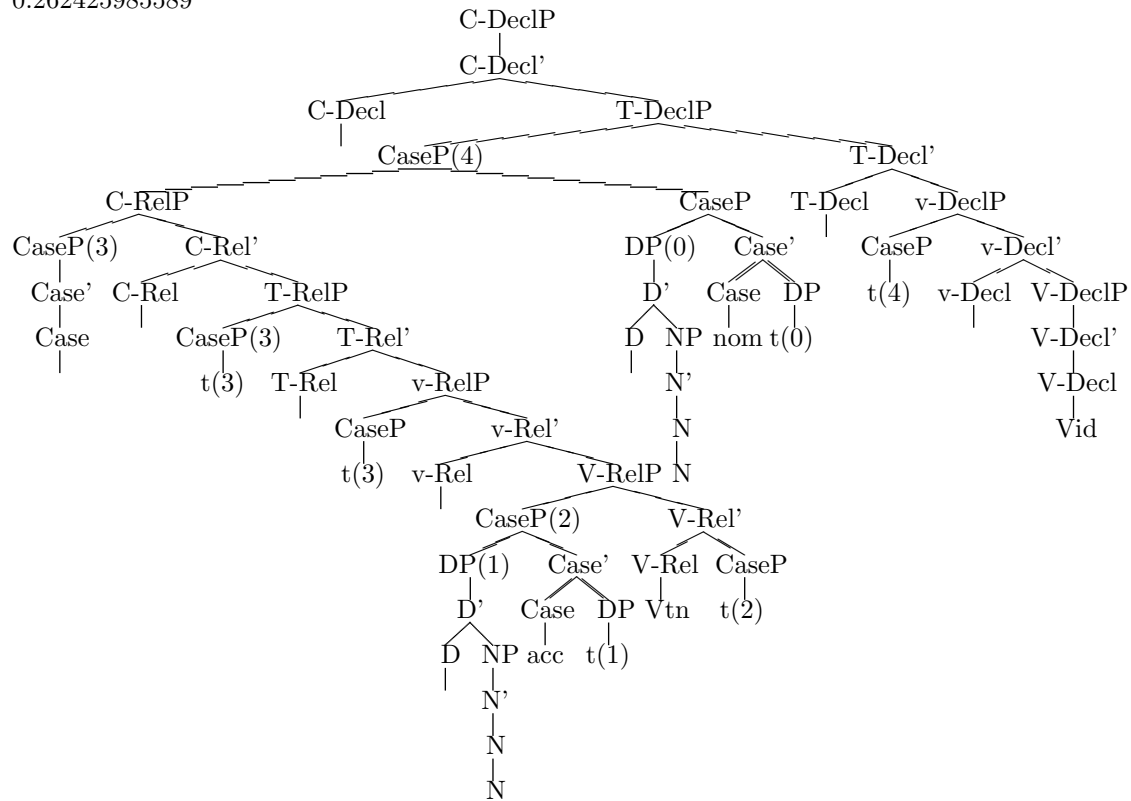 0.262425985589
C-DeclP
C-Decl'
C-Decl T-DeclP
CaseP(4) T-Decl'
C-RelP CaseP T-Decl v-DeclP
CaseP(3) C-Rel' DP(0) Case' CaseP v-Decl'
Case' C-Rel T-RelP D' Case DP t(4) v-Decl V-DeclP
Case CaseP(3) T-Rel' D NP nom t(0) V-Decl'
t(3) T-Rel v-RelP N' V-Decl
CaseP v-Rel' N Vid
t(3) v-Rel V-RelP N
CaseP(2) V-Rel'
DP(1) Case' V-Rel CaseP
D' Case DP Vtn t(2)
D NP acc t(1)
N'
N
N